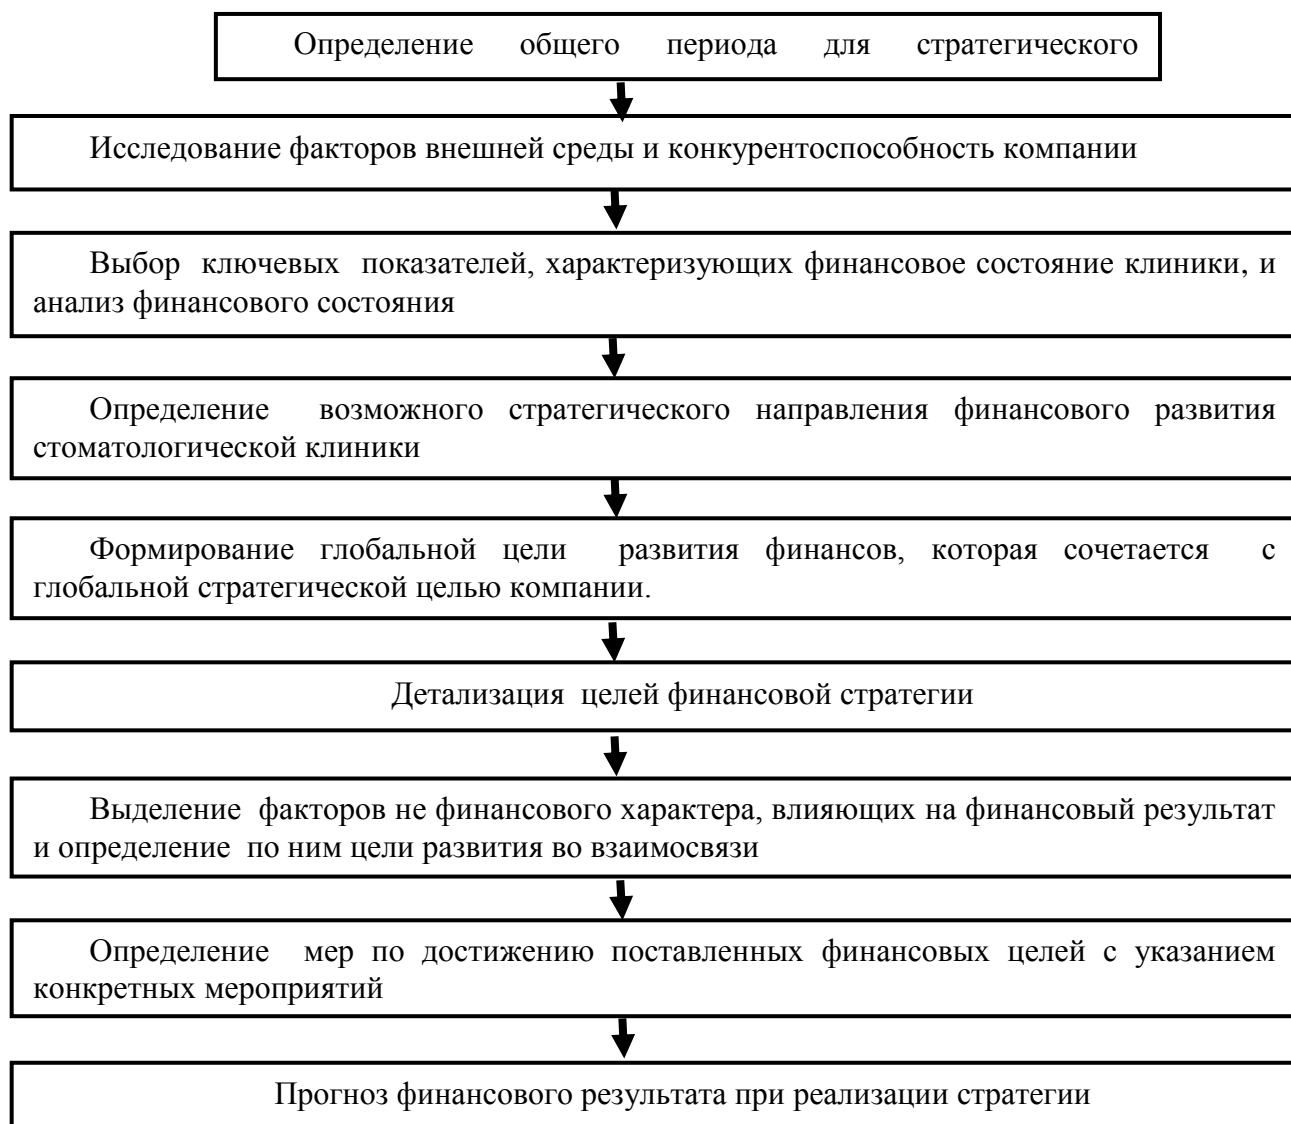 Определение общего периода для стратегического
Исследование факторов внешней среды и конкурентоспособность компании
Выбор ключевых показателей, характеризующих финансовое состояние клиники, и
анализ финансового состояния
Определение возможного стратегического направления финансового развития
стоматологической клиники
Формирование глобальной цели развития финансов, которая сочетается с
глобальной стратегической целью компании.
Детализация целей финансовой стратегии
Выделение факторов не финансового характера, влияющих на финансовый результат
и определение по ним цели развития во взаимосвязи
Определение мер по достижению поставленных финансовых целей с указанием
конкретных мероприятий
Прогноз финансового результата при реализации стратегии